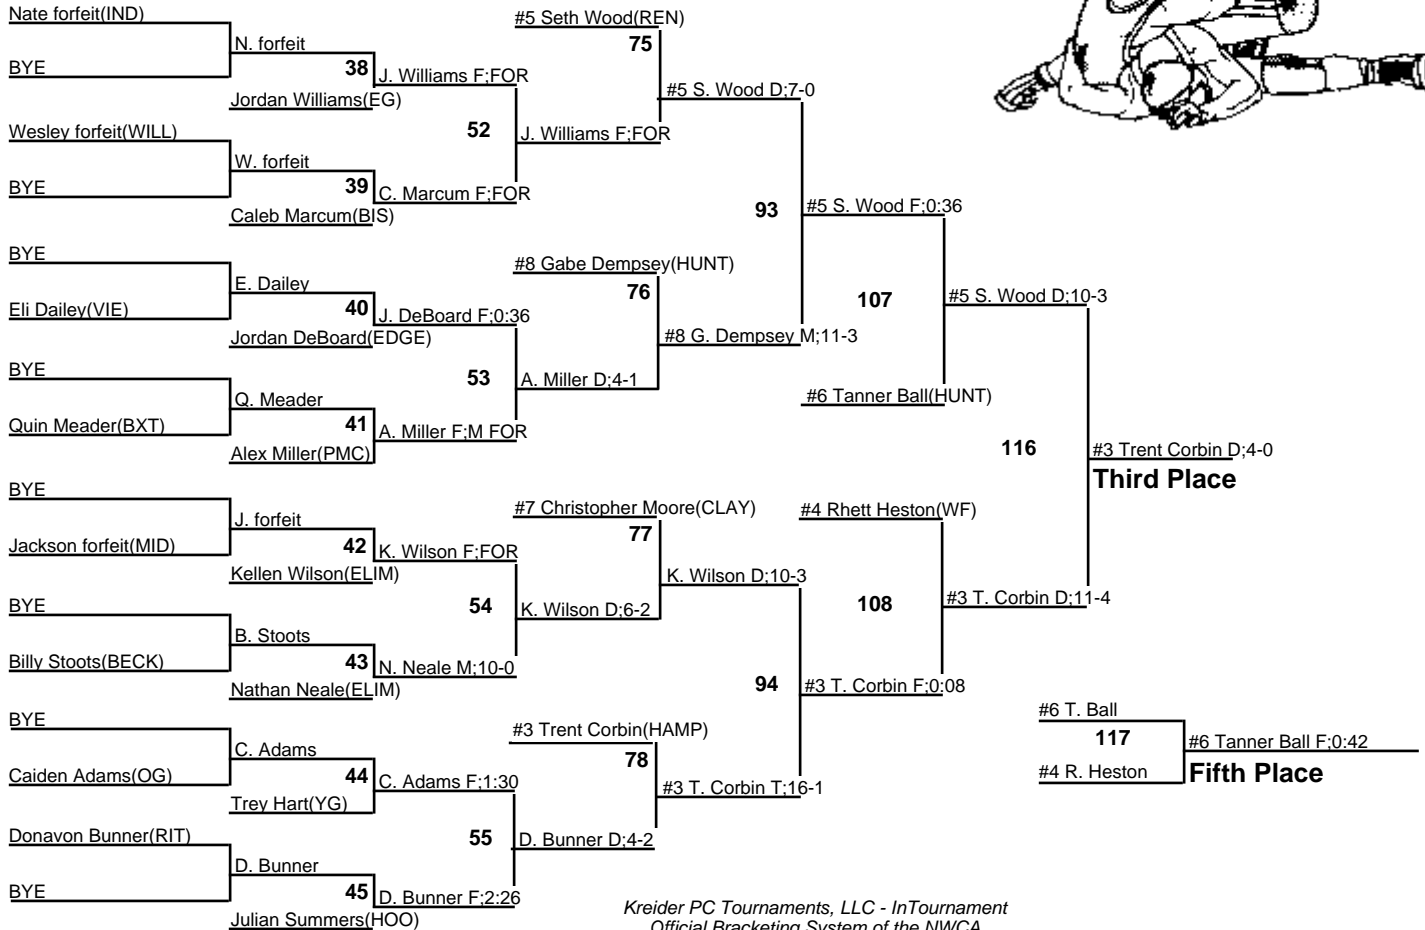 Nate forfeit(IND)
#5 Seth Wood(REN)
N. forfeit
75
BYE
38
J. Williams F;FOR
#5 S. Wood D;7-0
Jordan Williams(EG)
Wesley forfeit(WILL)
52
J. Williams F;FOR
W. forfeit
BYE
39
C. Marcum F;FOR
93
#5 S. Wood F;0:36
Caleb Marcum(BIS)
BYE
#8 Gabe Dempsey(HUNT)
E. Dailey
76
107
#5 S. Wood D;10-3
Eli Dailey(VIE)
40
J. DeBoard F;0:36
Jordan DeBoard(EDGE)
#8 G. Dempsey M;11-3
BYE
53
A. Miller D;4-1
#6 Tanner Ball(HUNT)
Q. Meader
Quin Meader(BXT)
41
A. Miller F;M FOR
116
#3 Trent Corbin D;4-0
Alex Miller(PMC)
Third Place
BYE
#7 Christopher Moore(CLAY)
#4 Rhett Heston(WF)
J. forfeit
77
Jackson forfeit(MID)
42
K. Wilson F;FOR
Kellen Wilson(ELIM)
K. Wilson D;10-3
BYE
54
K. Wilson D;6-2
108
#3 T. Corbin D;11-4
B. Stoots
Billy Stoots(BECK)
43
N. Neale M;10-0
Nathan Neale(ELIM)
94
#3 T. Corbin F;0:08
BYE
#3 Trent Corbin(HAMP)
#6 T. Ball
C. Adams
78
117
#6 Tanner Ball F;0:42
Caiden Adams(OG)
44
C. Adams F;1:30
#4 R. Heston
Fifth Place
Trey Hart(YG)
#3 T. Corbin T;16-1
Donavon Bunner(RIT)
55
D. Bunner D;4-2
D. Bunner
BYE
45
D. Bunner F;2:26
Julian Summers(HOO)
Kreider PC Tournaments, LLC - InTournament
Official Bracketing System of the NWCA